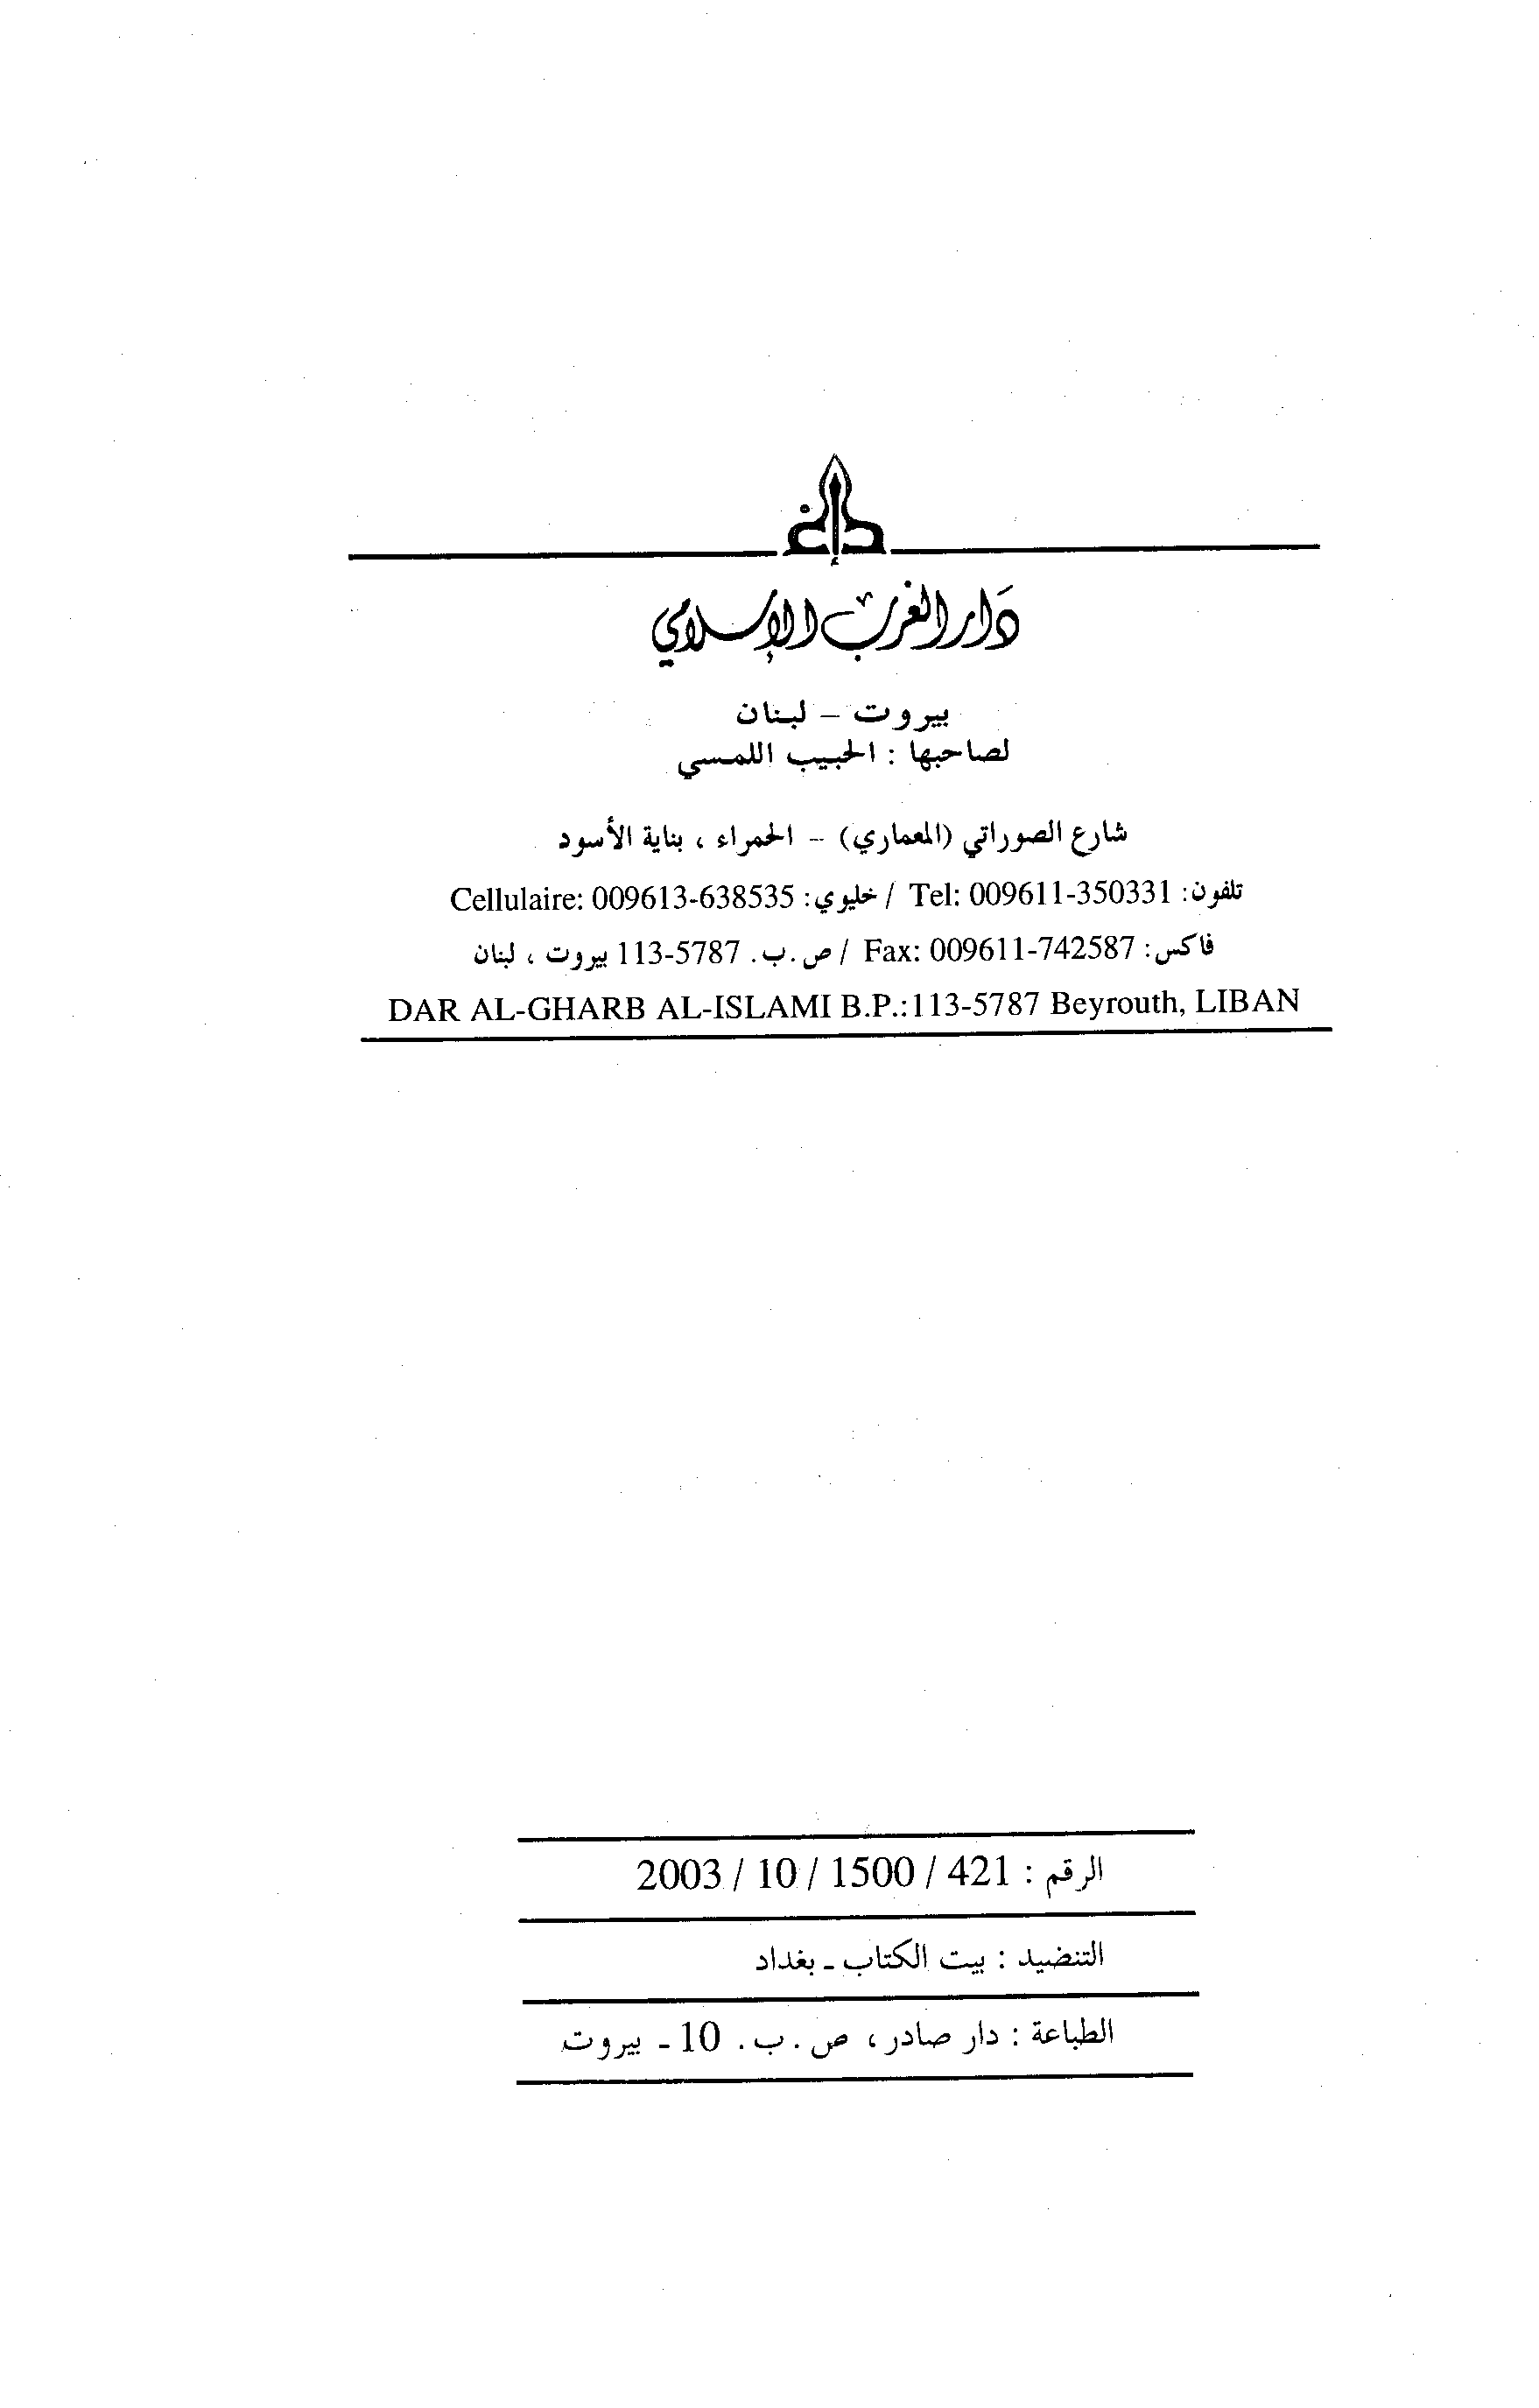 دار الغرب الإسلامي
بيروت – لبنان
لصاحبها : الحبيب اللمسي
شارع الصوراتي (المعماري) – الحمراء ، بناية الأسود
تلفون: Tel: 009611-350331 / خليوي: Cellulaire: 009613-638535
فاكس: Fax: 009611-742587 / ص.ب. 113-5787 بيروت ، لبنان
DAR AL-GHARB AL-ISLAMI B.P.:113-5787 Beyrouth, LIBAN
الرقم : 421 / 1500 / 10 / 2003
التنضيد : بيت الكتاب ـ بغداد
الطباعة : دار صادر، ص.ب. 10 ـ بيروت